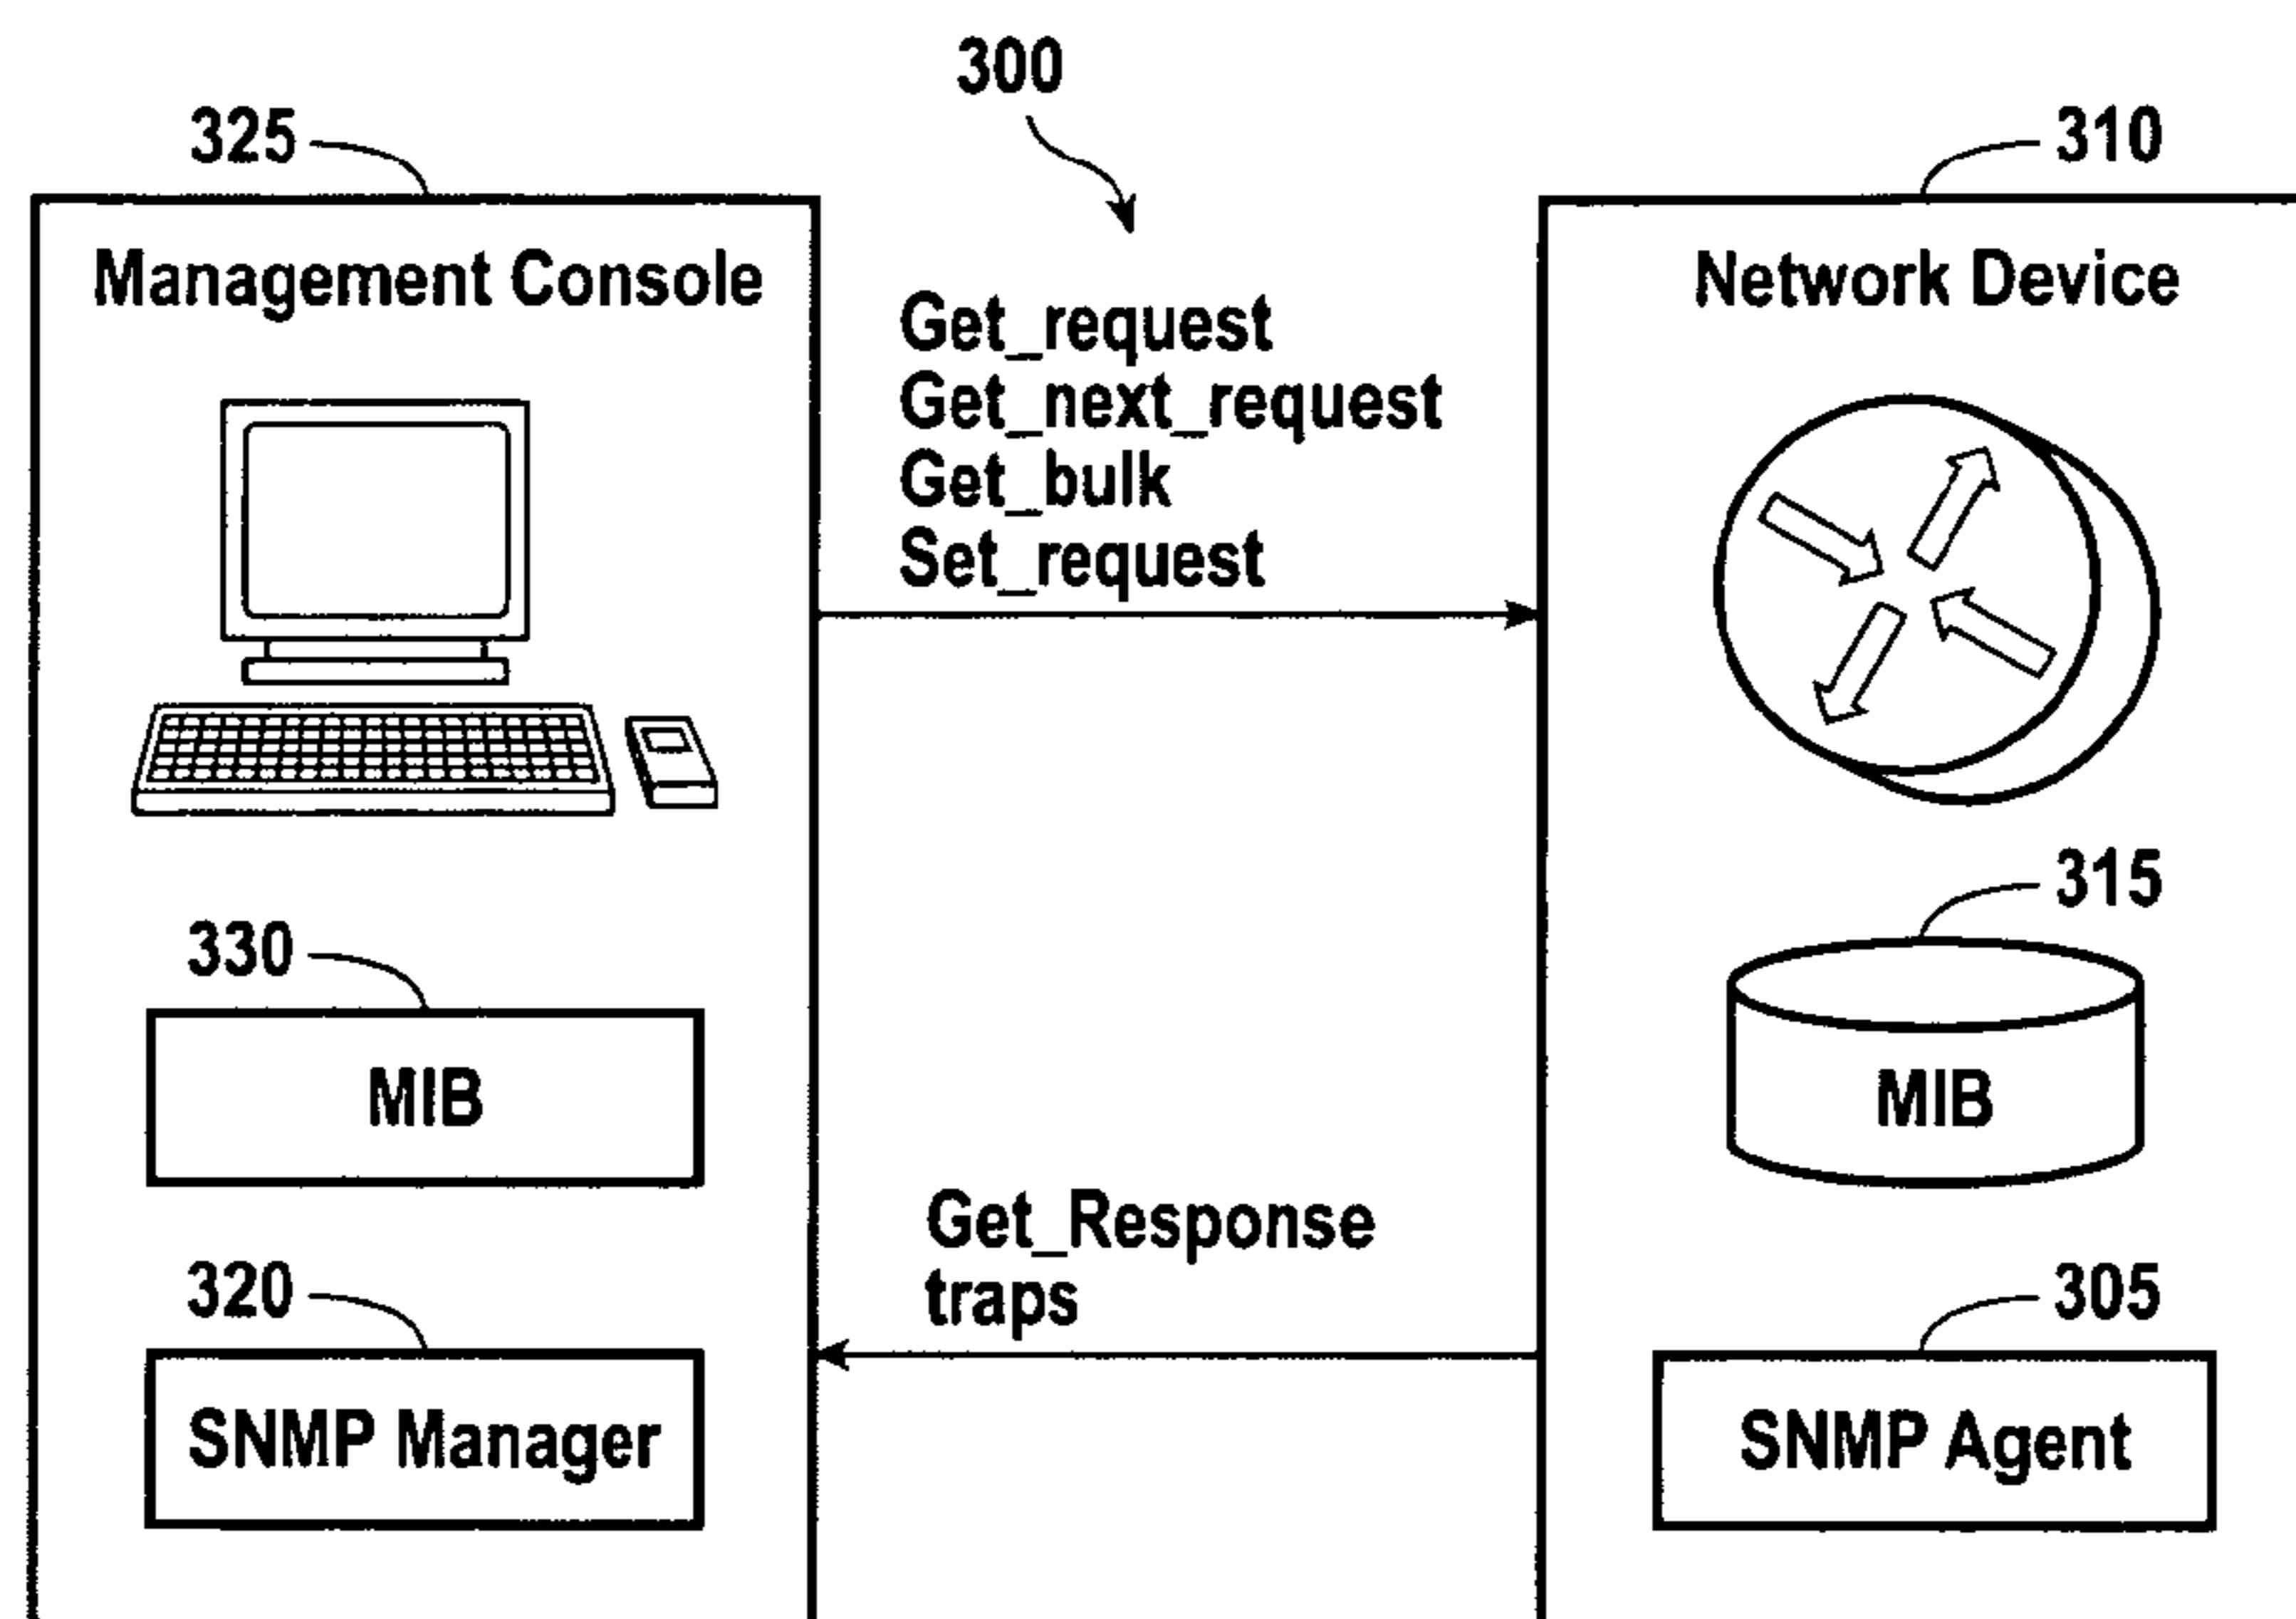 300
325
310
Management Console
Network Device
Get_request
Get_next_request
Get_bulk
Set_request
315
330
MIB
MIB
Get_Response
traps
320
305
SNMP Manager
SNMP Agent